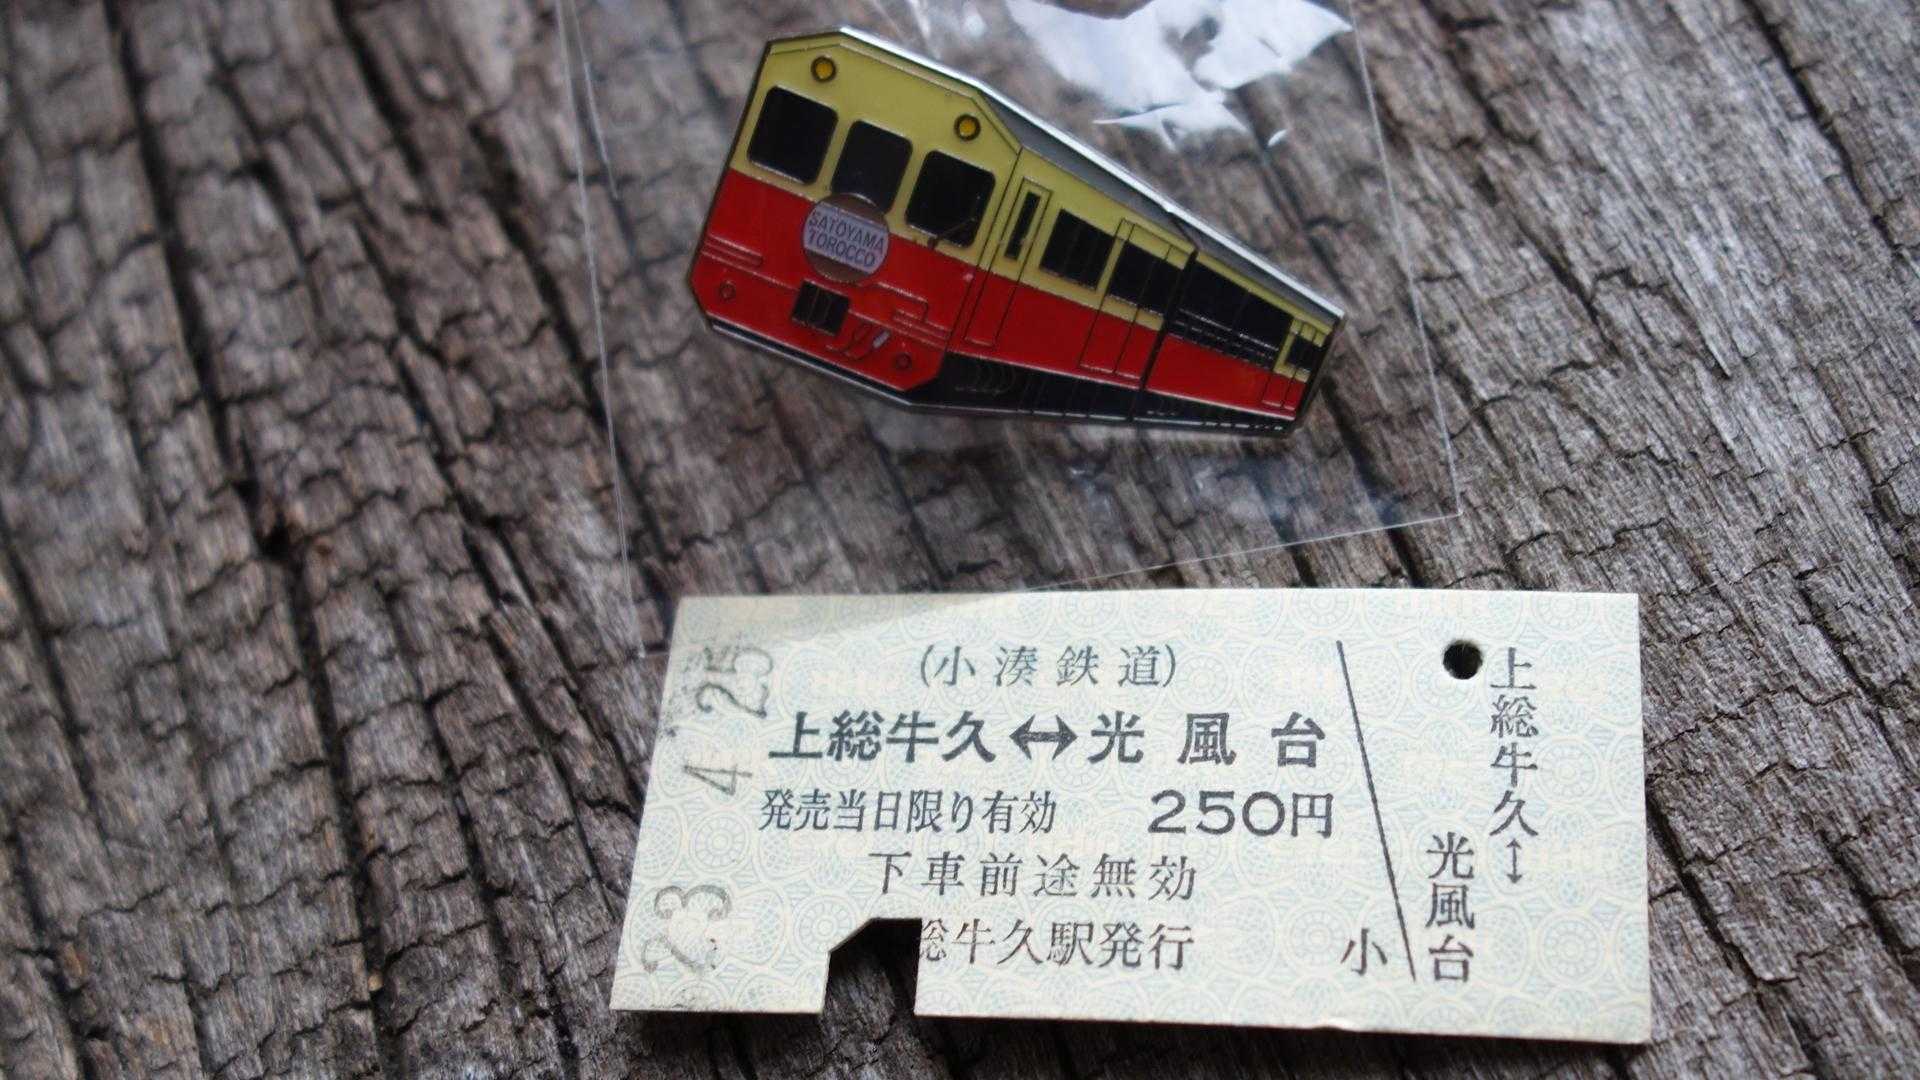 SATOYAMA
TOROCCO
(小湊鉄道)
上総牛久↔光風台
発売当日限り有効 250円
下車前途無効
総牛久駅発行 小
上総牛久↕光風台
23 4.25